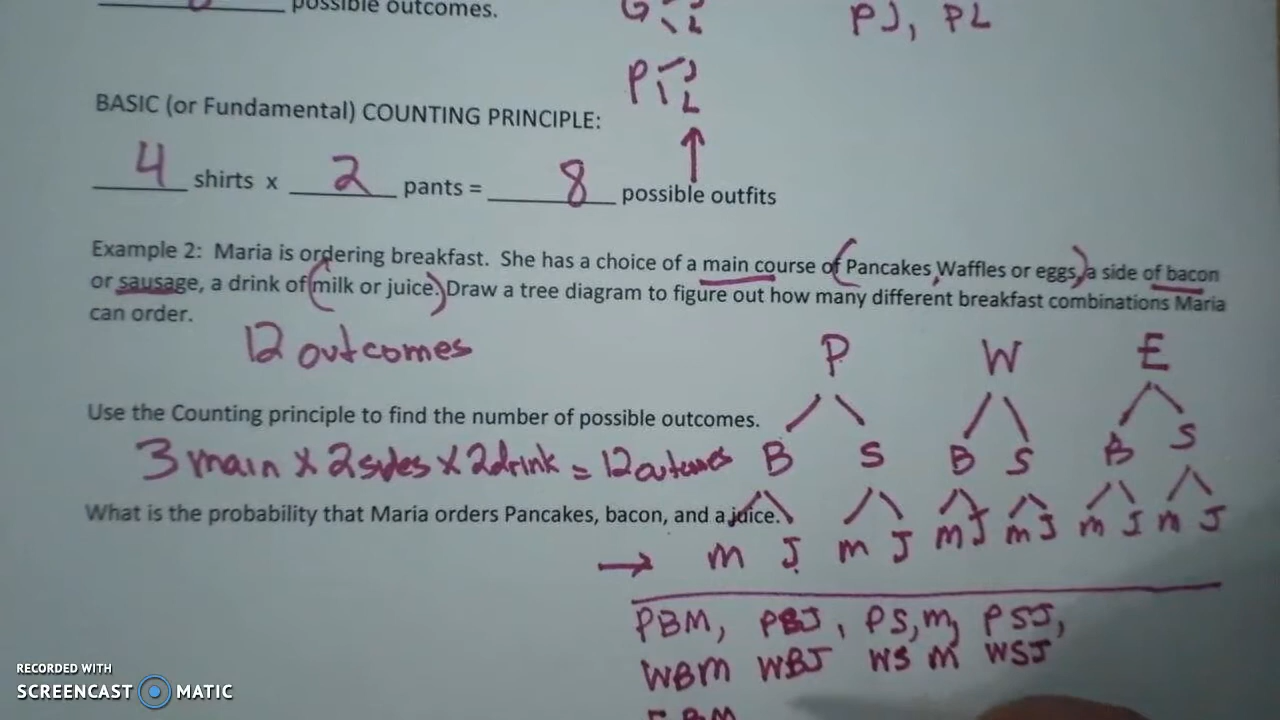 possible outcomes.
G J L
PJ, PL
P J L
BASIC (or Fundamental) COUNTING PRINCIPLE:
4 shirts x 2 pants = 8 possible outfits
Example 2: Maria is ordering breakfast. She has a choice of a main course of (Pancakes, Waffles or eggs,) a side of bacon
or sausage, a drink of (milk or juice.) Draw a tree diagram to figure out how many different breakfast combinations Maria
can order.
12 outcomes
P W E
Use the Counting principle to find the number of possible outcomes.
3 main x 2 sides x 2 drink = 12 outcomes
B S B S B S
What is the probability that Maria orders Pancakes, bacon, and a juice.
m J m J m J m J m J m J
PBM, PBJ, PS,m, PSJ,
WBM WBJ WSM WSJ
EBM
RECORDED WITH
SCREENCAST MATIC